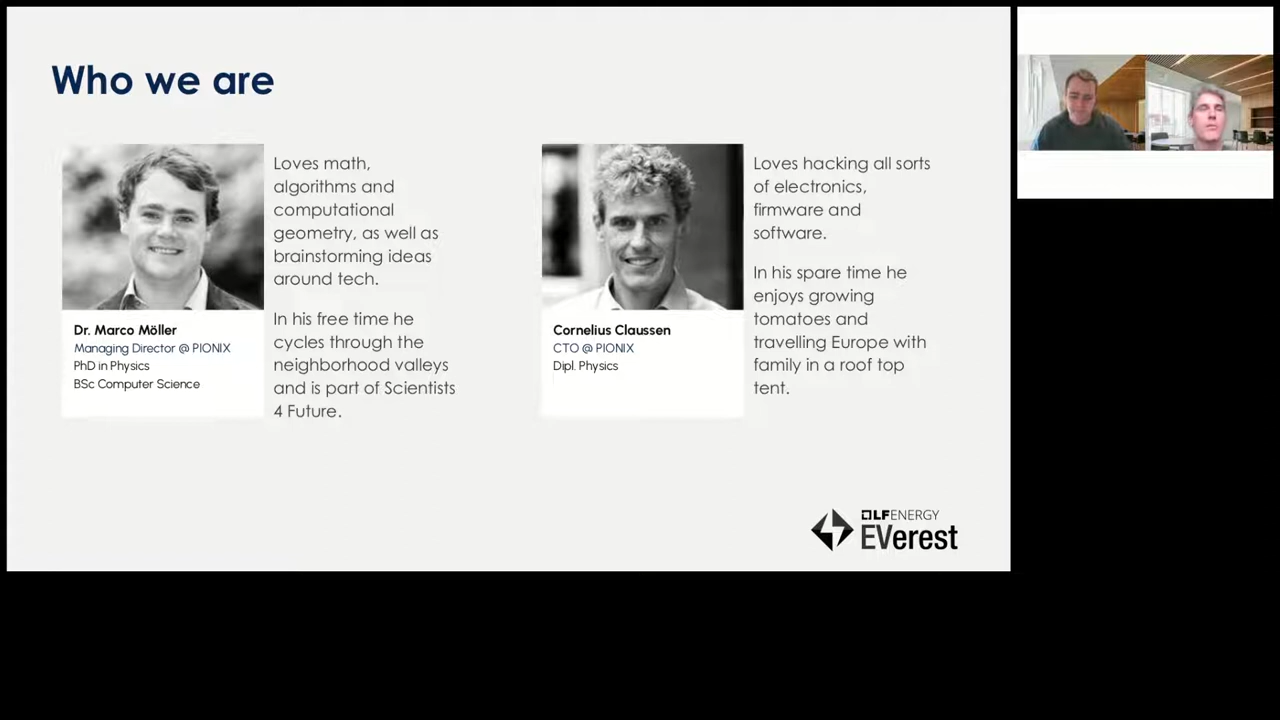 Who we are
Dr. Marco Möller
Managing Director @ PIONIX
PhD in Physics
BSc Computer Science
Loves math,
algorithms and
computational
geometry, as well as
brainstorming ideas
around tech.
In his free time he
cycles through the
neighborhood valleys
and is part of Scientists
4 Future.
Cornelius Claussen
CTO @ PIONIX
Dipl. Physics
Loves hacking all sorts
of electronics,
firmware and
software.
In his spare time he
enjoys growing
tomatoes and
travelling Europe with
family in a roof top
tent.
LFENERGY
EVerest